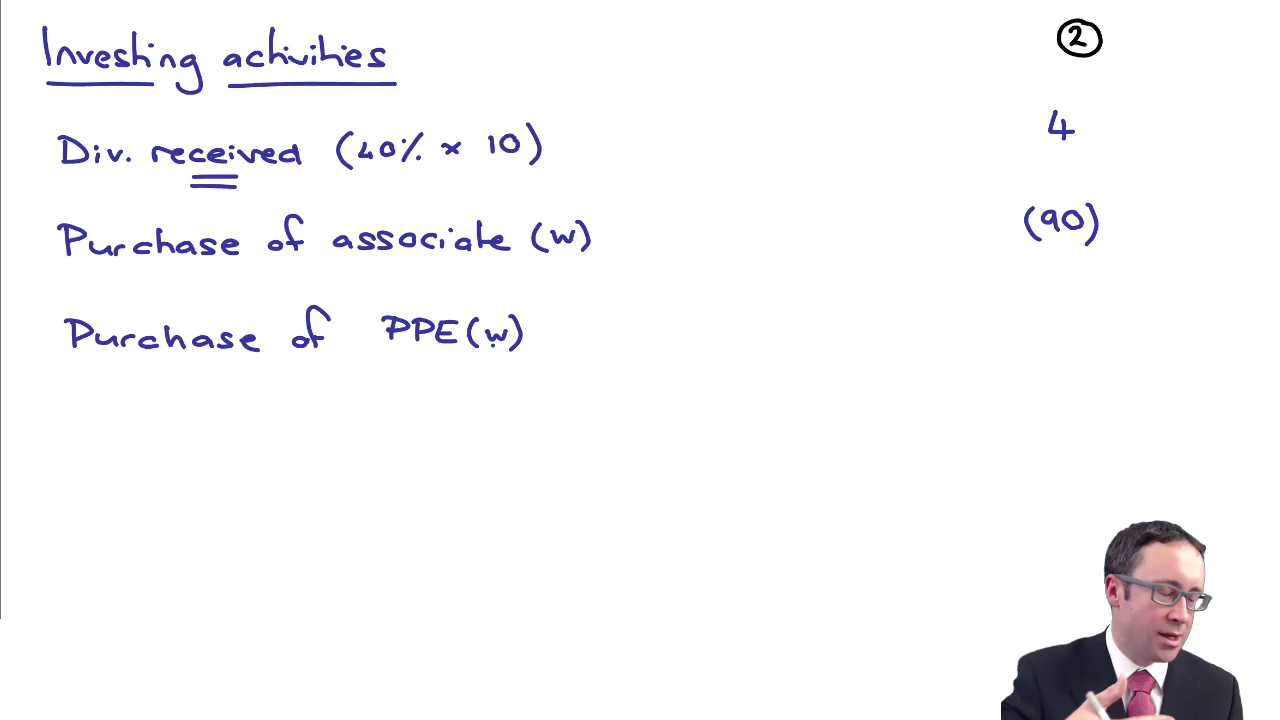 Investing activities ②
Div. received (40% × 10) 4
Purchase of associate (w) (90)
Purchase of PPE (w)